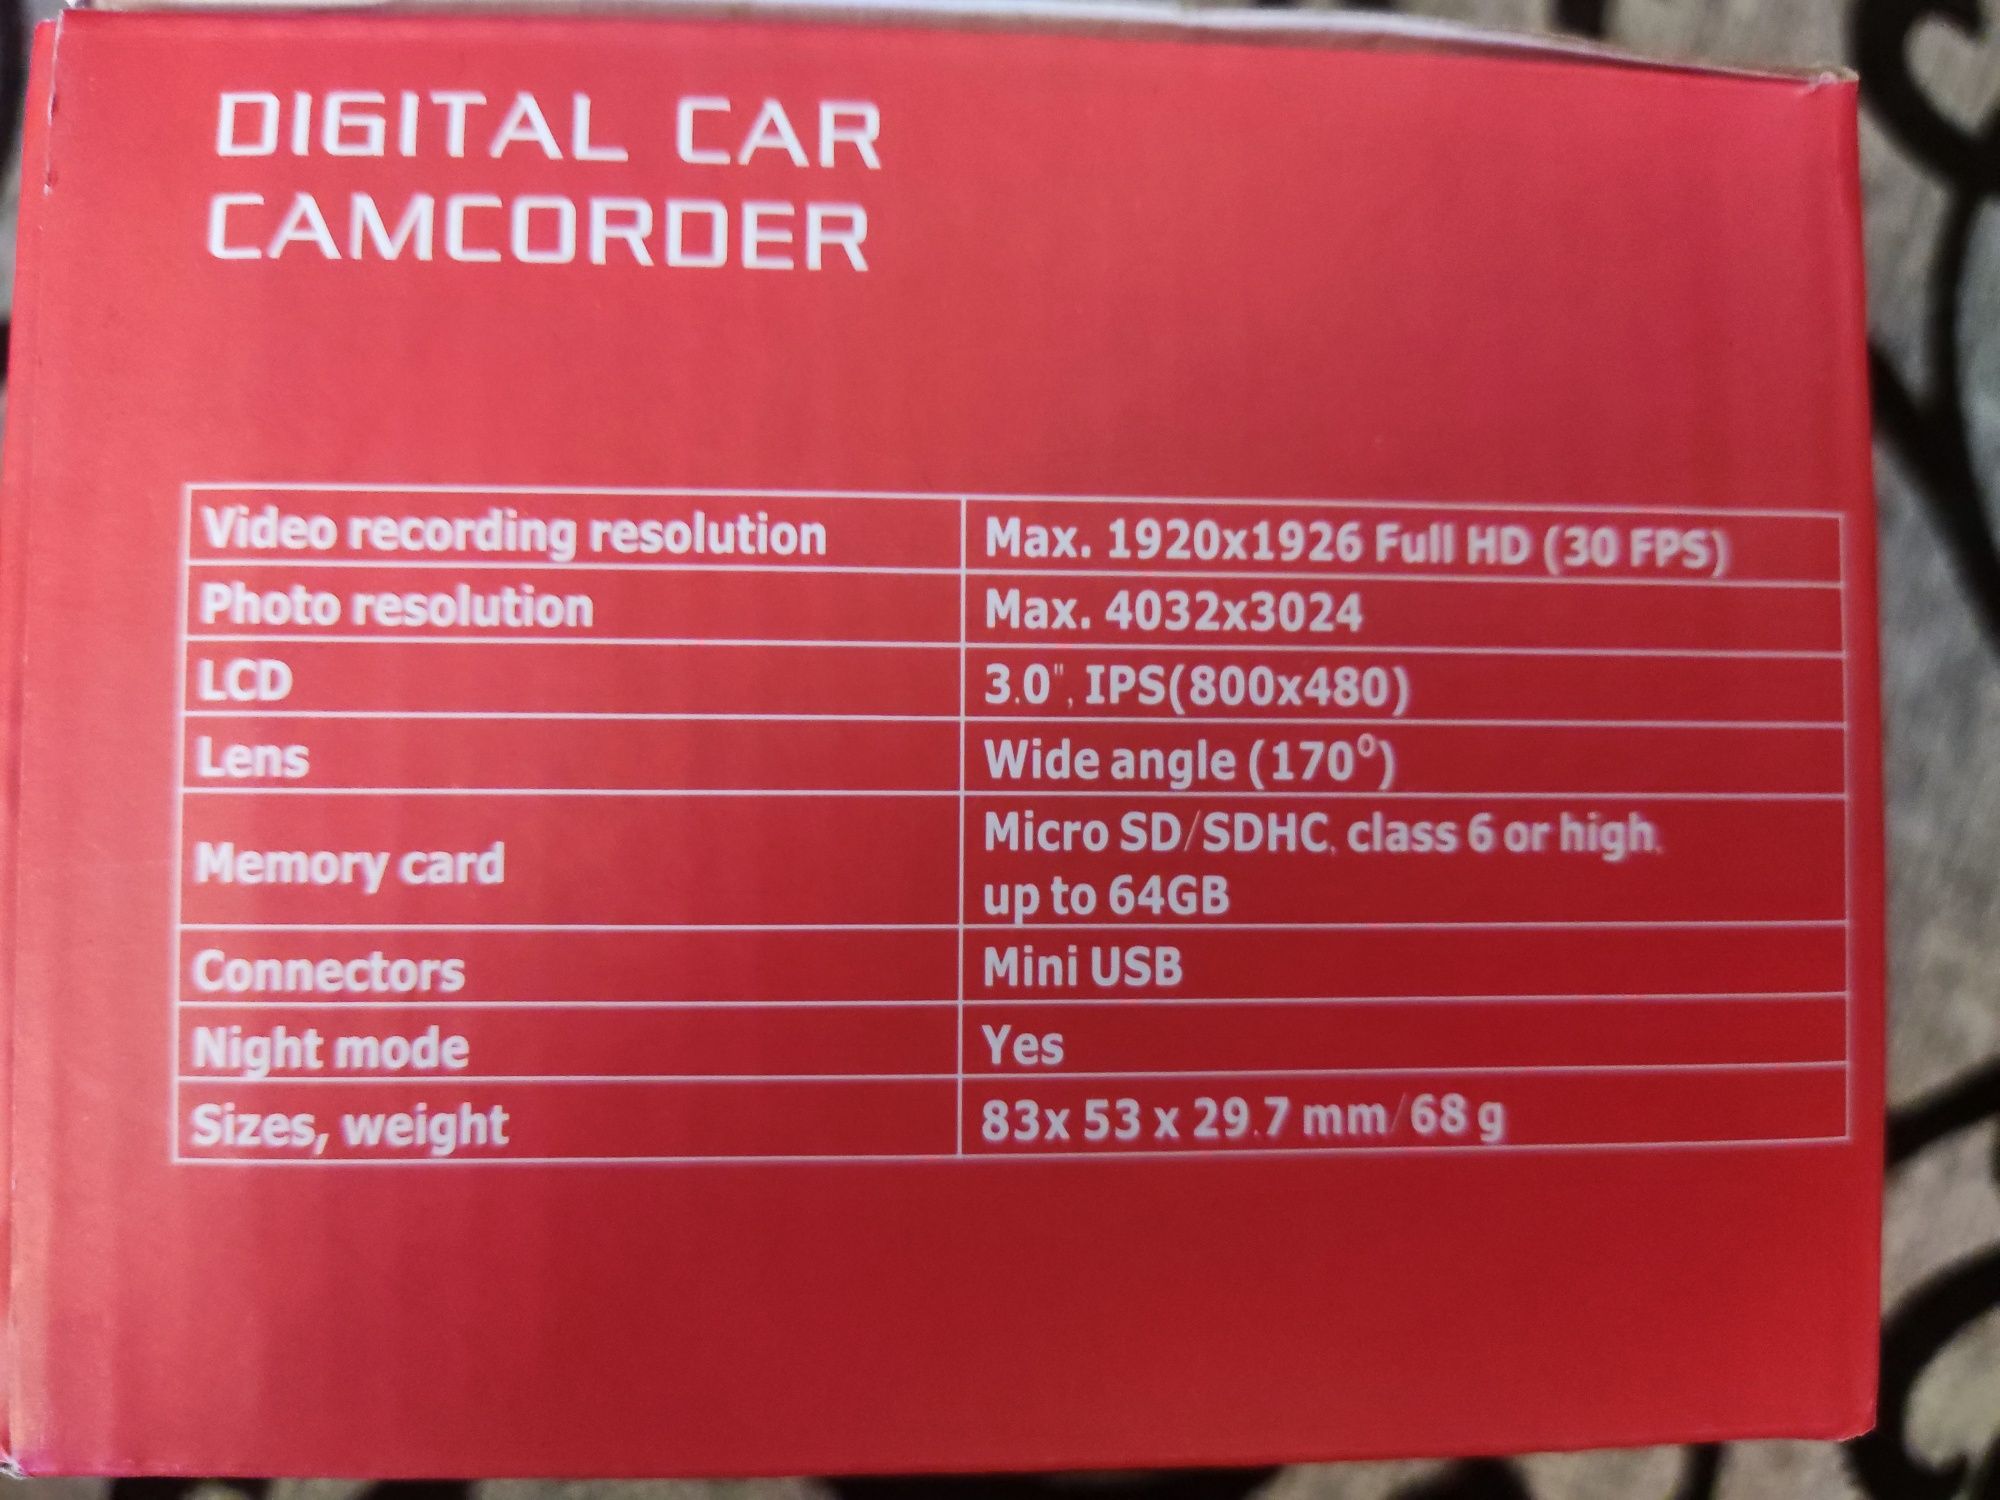 DIGITAL CAR
CAMCORDER
Video recording resolution Max. 1920x1926 Full HD (30 FPS)
Photo resolution Max. 4032x3024
LCD 3.0", IPS(800x480)
Lens Wide angle (170°)
Memory card Micro SD/SDHC, class 6 or high,
up to 64GB
Connectors Mini USB
Night mode Yes
Sizes, weight 83x 53 x 29.7 mm/68 g